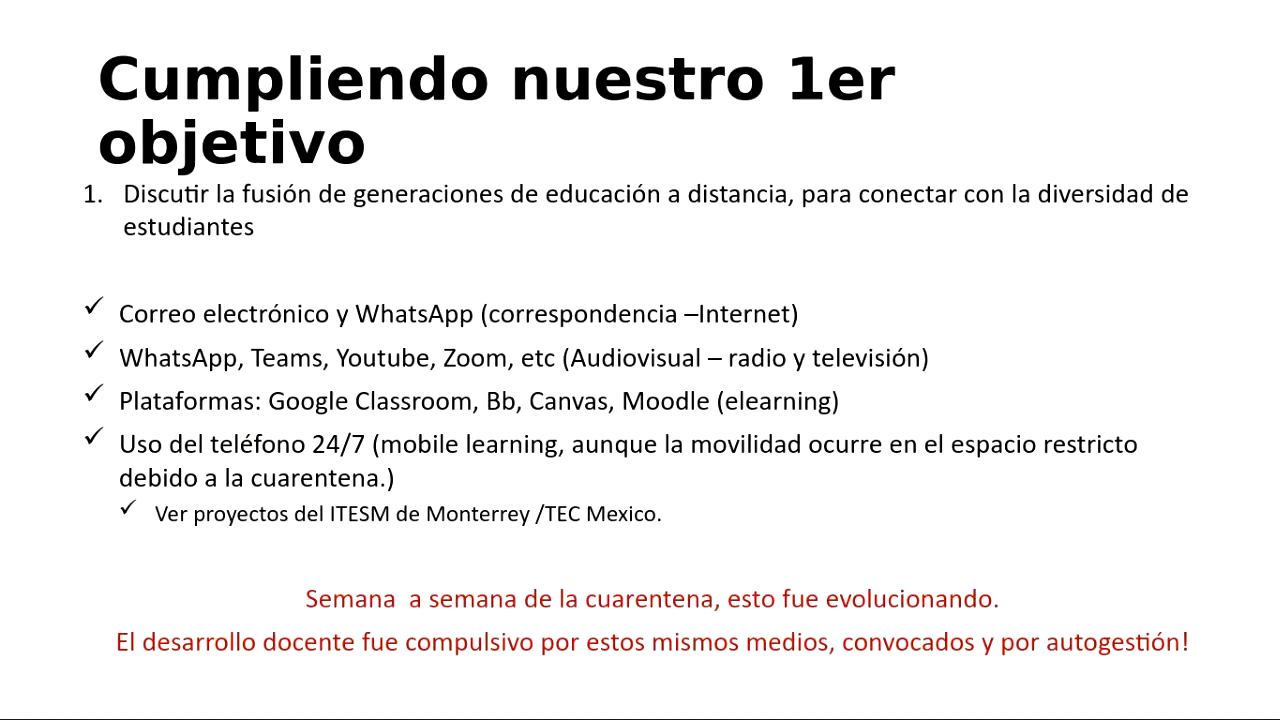 Cumpliendo nuestro 1er
objetivo
1. Discutir la fusión de generaciones de educación a distancia, para conectar con la diversidad de
estudiantes
✓ Correo electrónico y WhatsApp (correspondencia –Internet)
✓ WhatsApp, Teams, Youtube, Zoom, etc (Audiovisual – radio y televisión)
✓ Plataformas: Google Classroom, Bb, Canvas, Moodle (elearning)
✓ Uso del teléfono 24/7 (mobile learning, aunque la movilidad ocurre en el espacio restricto
debido a la cuarentena.)
✓ Ver proyectos del ITESM de Monterrey /TEC Mexico.
Semana  a semana de la cuarentena, esto fue evolucionando.
El desarrollo docente fue compulsivo por estos mismos medios, convocados y por autogestión!